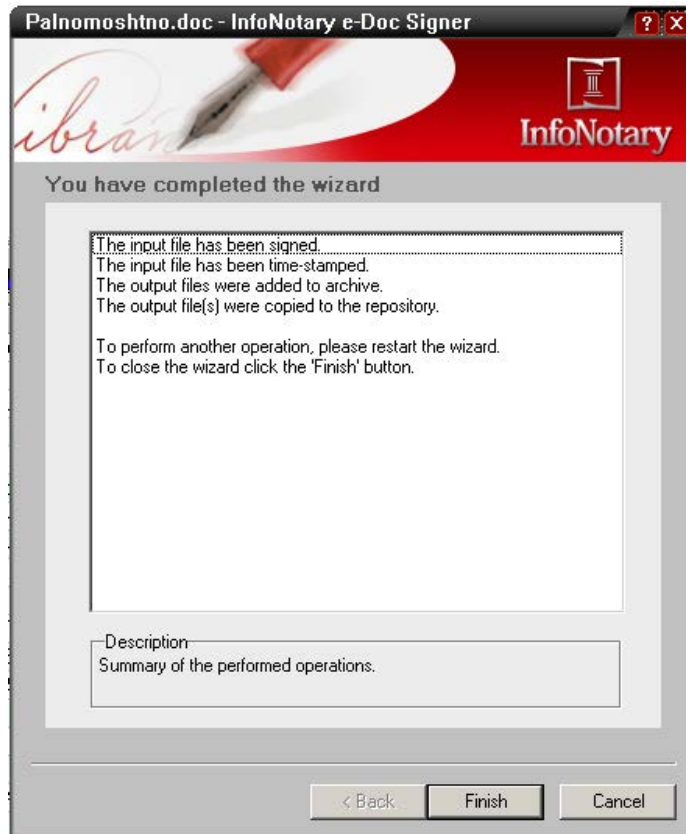 Palnomoshtno.doc - InfoNotary e-Doc Signer
InfoNotary
You have completed the wizard
The input file has been signed.
The input file has been time-stamped.
The output files were added to archive.
The output file(s) were copied to the repository.
To perform another operation, please restart the wizard.
To close the wizard click the 'Finish' button.
Description
Summary of the performed operations.
< Back
Finish
Cancel